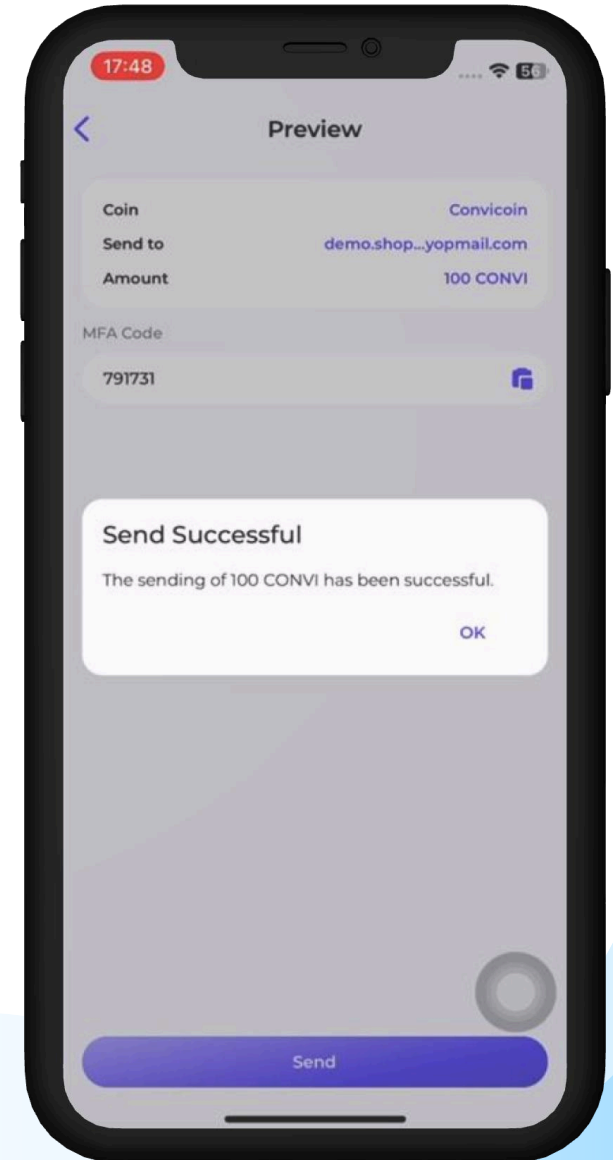 17:48
56
Preview
Coin Convicoin
Send to demo.shop...yopmail.com
Amount 100 CONVI
MFA Code
791731
Send Successful
The sending of 100 CONVI has been successful.
OK
Send